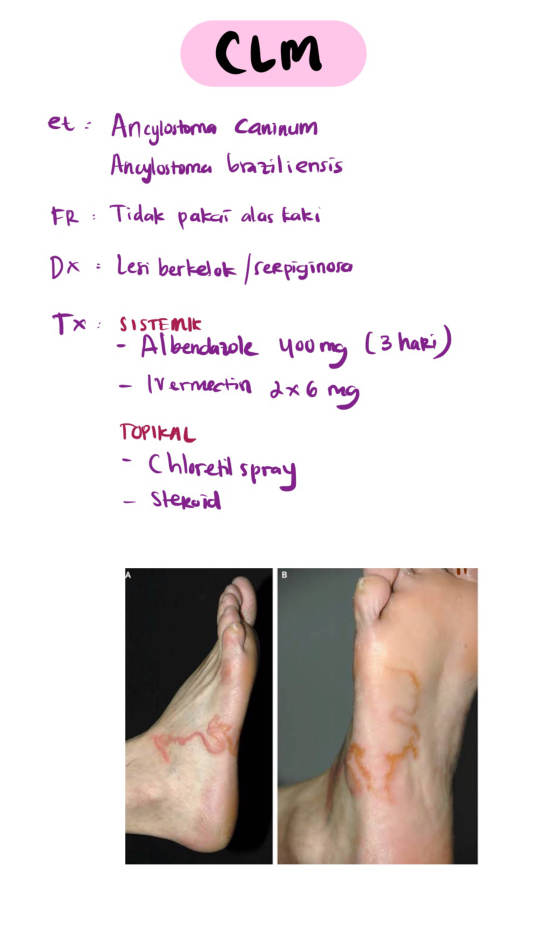 CLM
et : Ancylostoma Caninum
Ancylostoma braziliensis
FR : Tidak pakai alas kaki
Dx : Lesi berkelok / serpiginosa
Tx : SISTEMIK
- Albendazole 400 mg (3 hari)
- Ivermectin 2x6 mg
TOPIKAL
- Chloretil spray
- Steroid
A B